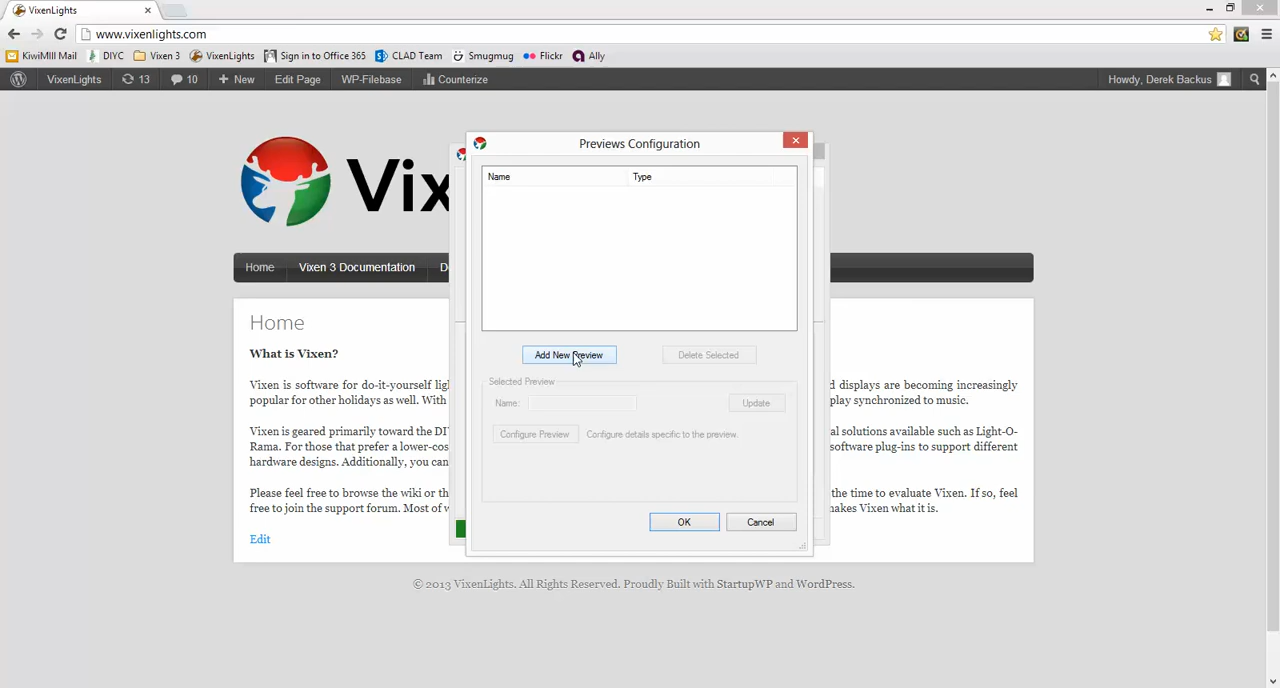 VixenLights
www.vixenlights.com
KiwiMIll Mail DIYC Vixen 3 VixenLights Sign in to Office 365 CLAD Team Smugmug Flickr Ally
VixenLights 13 10 New Edit Page WP-Filebase Counterize Howdy, Derek Backus
Previews Configuration
Name Type
Vix
Home Vixen 3 Documentation D
Home
What is Vixen?
Add New Preview Delete Selected
Selected Preview
Vixen is software for do-it-yourself lig d displays are becoming increasingly
popular for other holidays as well. With play synchronized to music.
Name: Update
Vixen is geared primarily toward the DI al solutions available such as Light-O-
Configure Preview Configure details specific to the preview.
Rama. For those that prefer a lower-cos software plug-ins to support different
hardware designs. Additionally, you can
Please feel free to browse the wiki or th the time to evaluate Vixen. If so, feel
free to join the support forum. Most of w makes Vixen what it is.
OK Cancel
Edit
© 2013 VixenLights. All Rights Reserved. Proudly Built with StartupWP and WordPress.